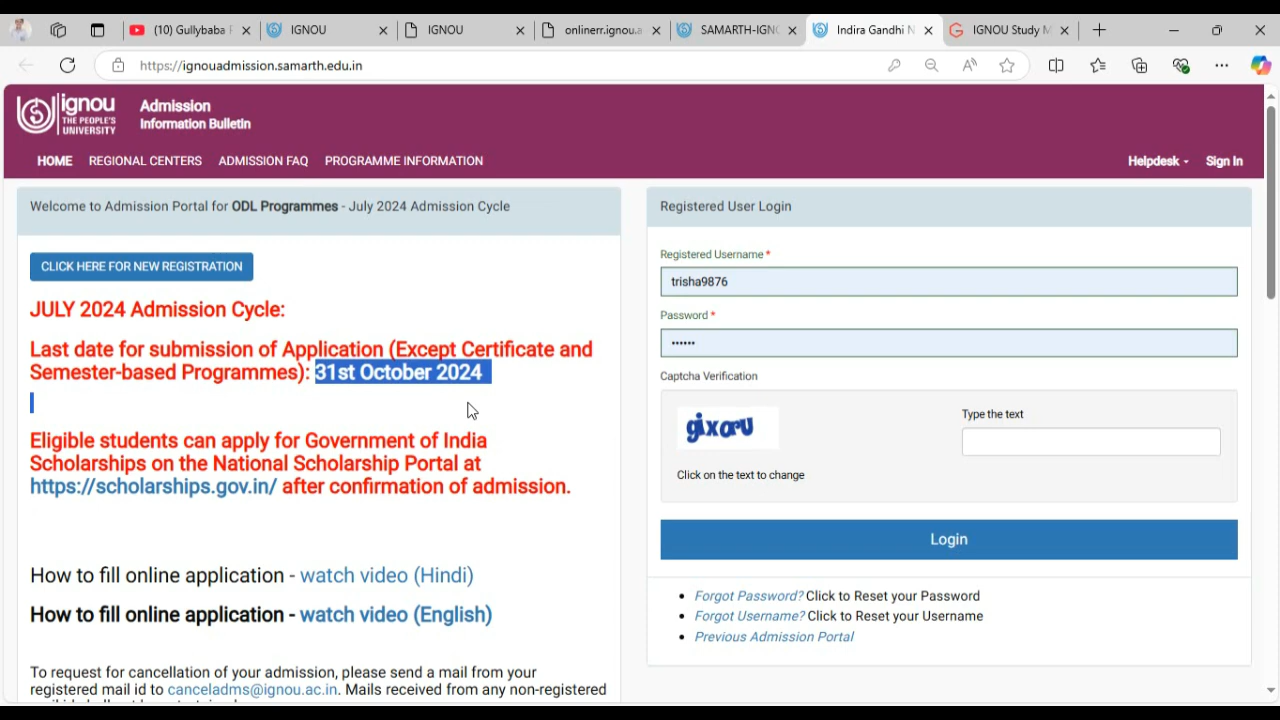 (10) Gullybaba
IGNOU
IGNOU
onlinerr.ignou.a
SAMARTH-IGN
Indira Gandhi N
IGNOU Study M
https://ignouadmission.samarth.edu.in
ignou
THE PEOPLE'S
UNIVERSITY
Admission
Information Bulletin
HOME REGIONAL CENTERS ADMISSION FAQ PROGRAMME INFORMATION
Helpdesk Sign In
Welcome to Admission Portal for ODL Programmes - July 2024 Admission Cycle
CLICK HERE FOR NEW REGISTRATION
JULY 2024 Admission Cycle:
Last date for submission of Application (Except Certificate and
Semester-based Programmes): 31st October 2024
Eligible students can apply for Government of India
Scholarships on the National Scholarship Portal at
https://scholarships.gov.in/ after confirmation of admission.
How to fill online application - watch video (Hindi)
How to fill online application - watch video (English)
To request for cancellation of your admission, please send a mail from your
registered mail id to canceladms@ignou.ac.in. Mails received from any non-registered
Registered User Login
Registered Username *
trisha9876
Password *
••••••
Captcha Verification
gixoru
Type the text
Click on the text to change
Login
Forgot Password? Click to Reset your Password
Forgot Username? Click to Reset your Username
Previous Admission Portal